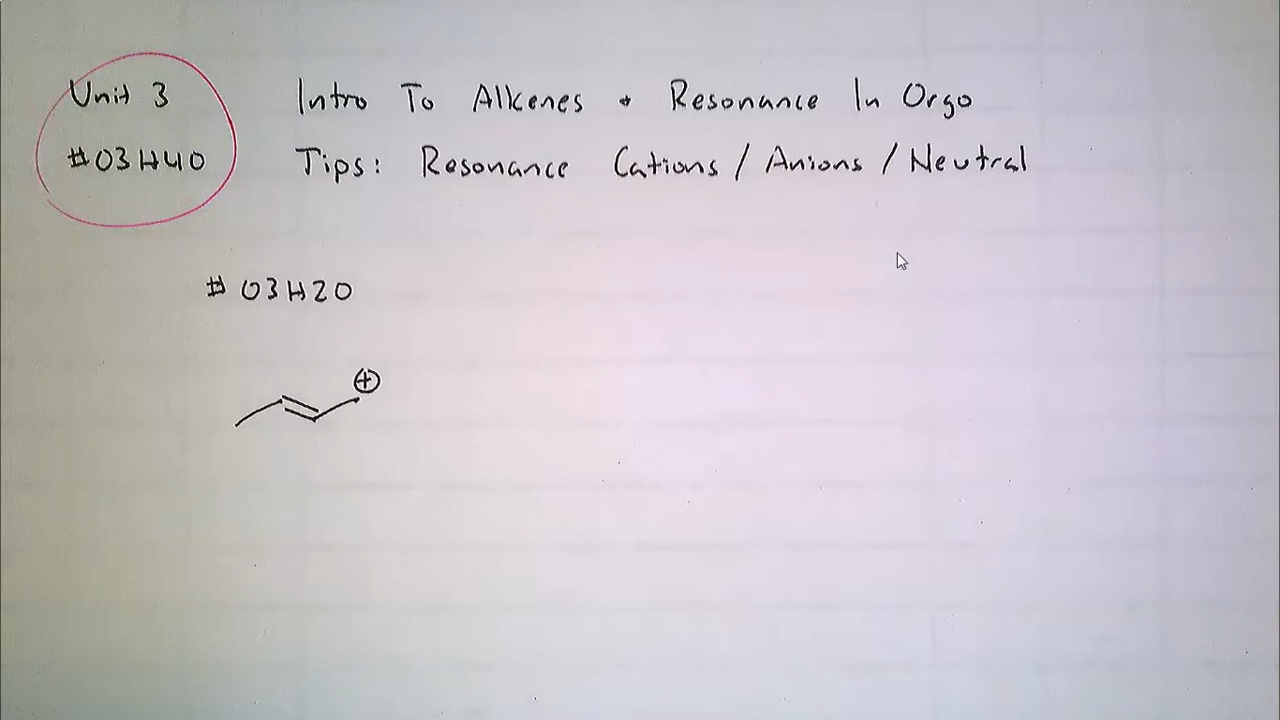 Unit 3 Intro To Alkenes + Resonance In Orgo
#03H40 Tips: Resonance Cations / Anions / Neutral
#03H20
+